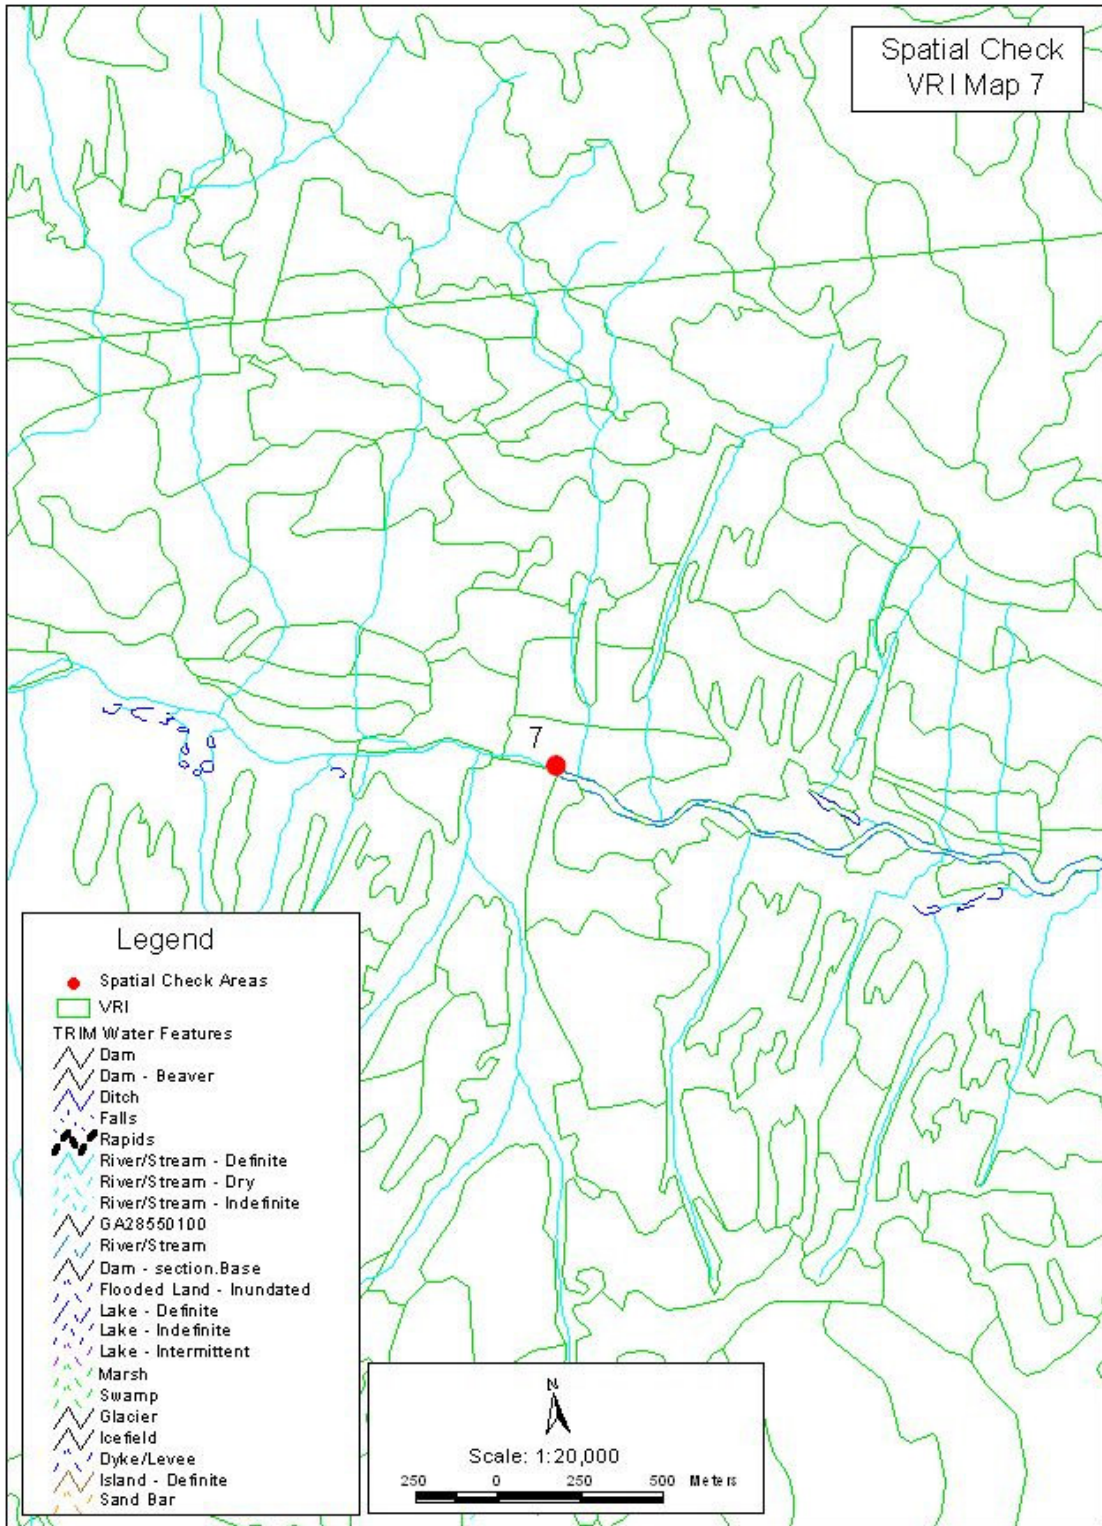 Spatial Check
VRI Map 7
7
Legend
Spatial Check Areas
VRI
TRIM Water Features
Dam
Dam - Beaver
Ditch
Falls
Rapids
River/Stream - Definite
River/Stream - Dry
River/Stream - Indefinite
GA28550100
River/Stream
Dam - section.Base
Flooded Land - Inundated
Lake - Definite
Lake - Indefinite
Lake - Intermittent
Marsh
Swamp
Glacier
Icefield
Dyke/Levee
Island - Definite
Sand Bar
N
Scale: 1:20,000
250 0 250 500 Meters